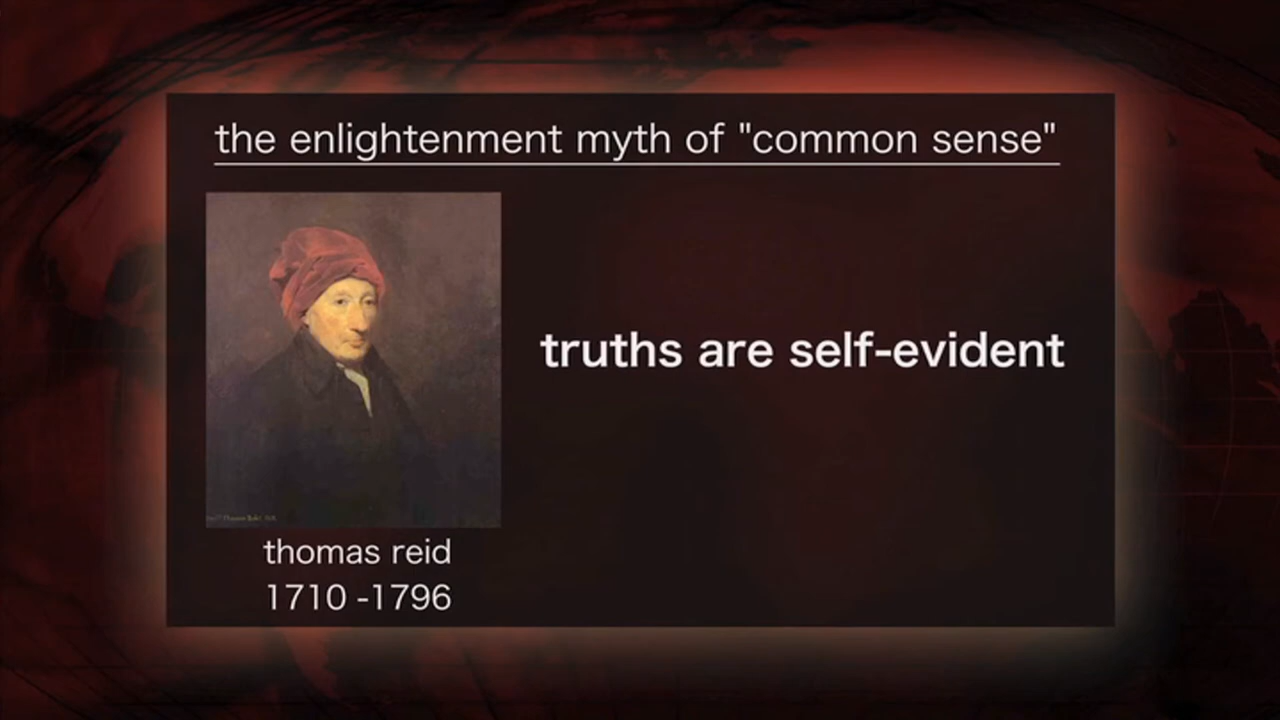 the enlightenment myth of "common sense"
truths are self-evident
thomas reid
1710 -1796